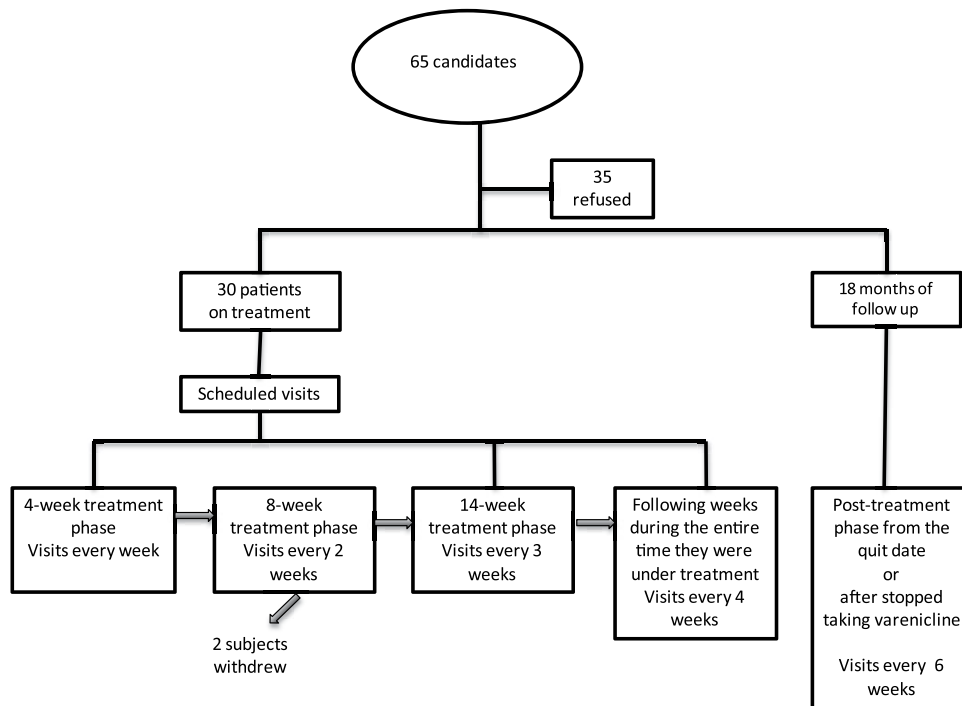 65 candidates
35
refused
30 patients
on treatment
18 months of
follow up
Scheduled visits
4-week treatment
phase
Visits every week
8-week
treatment phase
Visits every 2
weeks
14-week
treatment phase
Visits every 3
weeks
Following weeks
during the entire
time they were
under treatment
Visits every 4
weeks
Post-treatment
phase from the
quit date
or
after stopped
taking varenicline
Visits every 6
weeks
2 subjects
withdrew